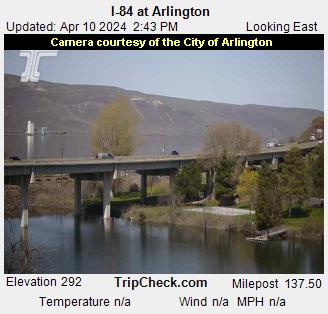 I-84 at Arlington
Updated: Apr 10 2024 2:43 PM Looking East
Camera courtesy of the City of Arlington
Elevation 292 TripCheck.com Milepost 137.50
Temperature n/a Wind n/a MPH n/a